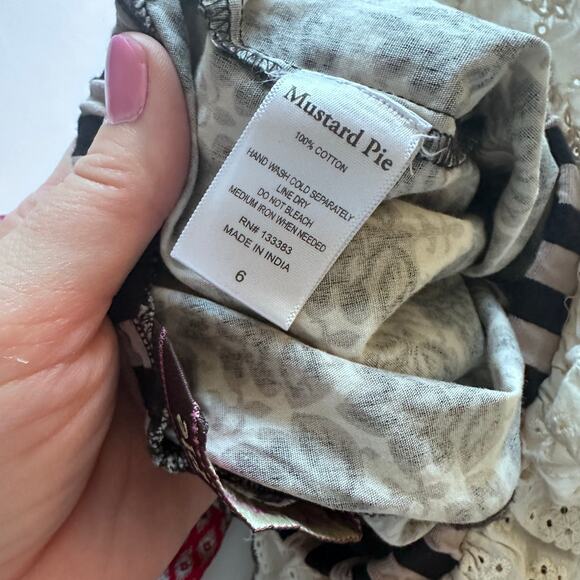 Mustard Pie
100% COTTON
HAND WASH COLD SEPARATELY
LINE DRY
DO NOT BLEACH
MEDIUM IRON WHEN NEEDED
RN# 133383
MADE IN INDIA
6